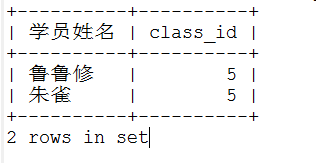 +----------+----------+
| 学员姓名 | class_id |
+----------+----------+
| 鲁鲁修   |        5 |
| 朱雀     |        5 |
+----------+----------+
2 rows in set